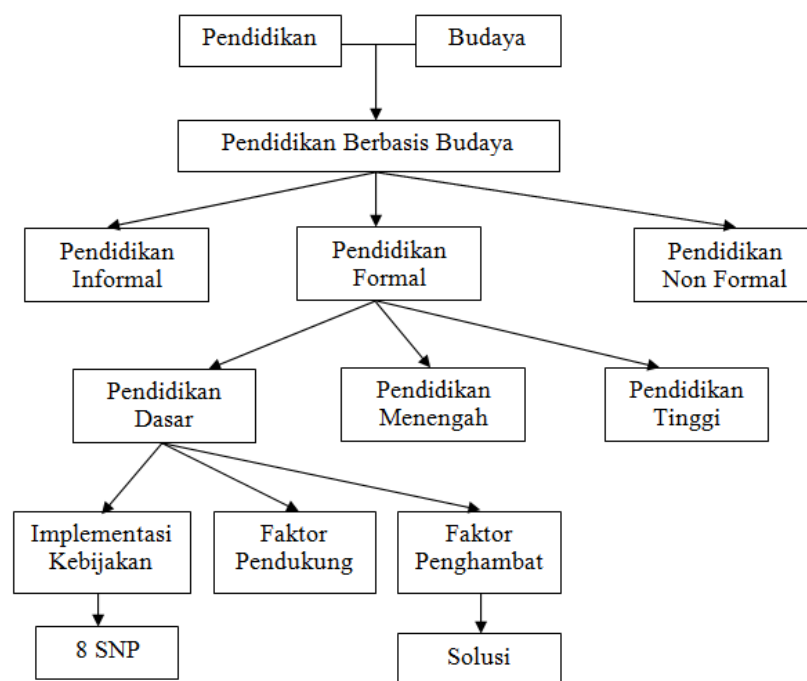 Pendidikan
Budaya
Pendidikan Berbasis Budaya
Pendidikan
Informal
Pendidikan
Formal
Pendidikan
Non Formal
Pendidikan
Dasar
Pendidikan
Menengah
Pendidikan
Tinggi
Implementasi
Kebijakan
Faktor
Pendukung
Faktor
Penghambat
8 SNP
Solusi